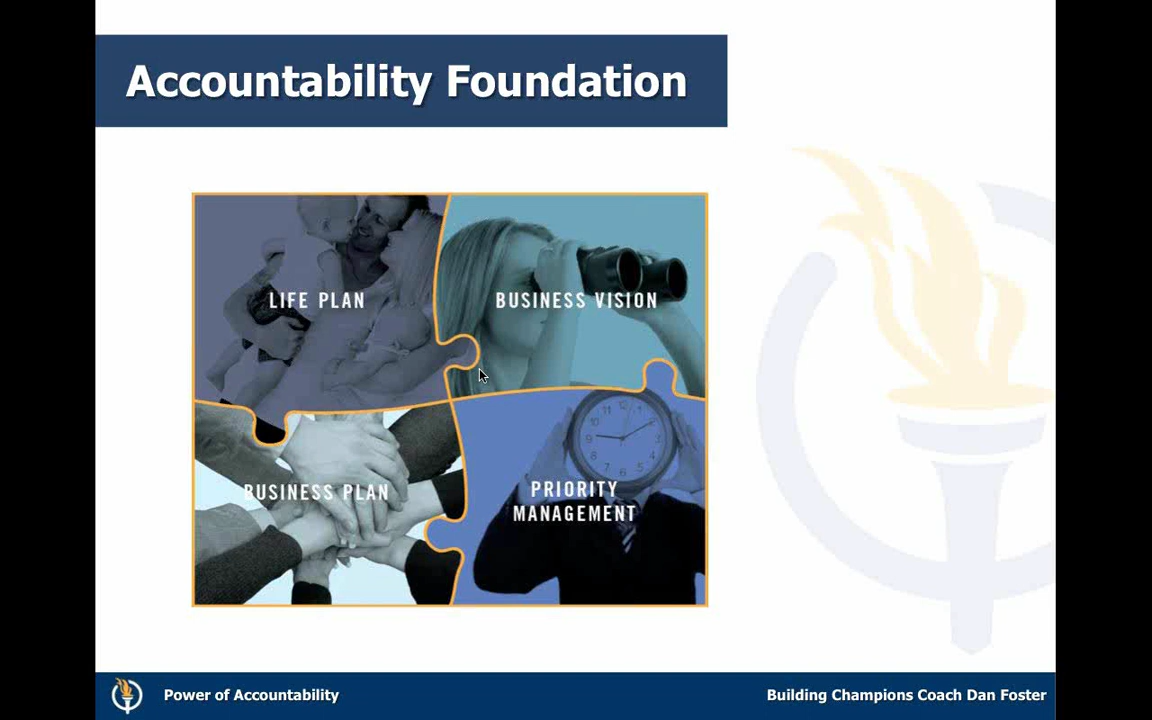 Accountability Foundation
LIFE PLAN
BUSINESS VISION
BUSINESS PLAN
PRIORITY
MANAGEMENT
Power of Accountability
Building Champions Coach Dan Foster